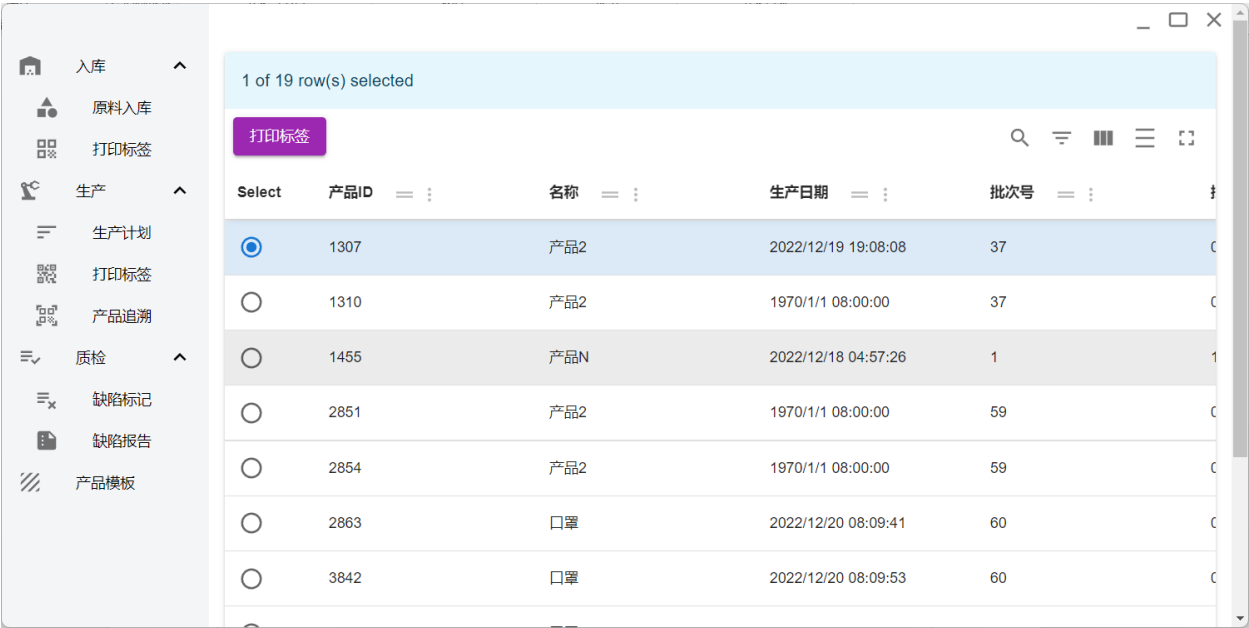 入库
原料入库
打印标签
生产
生产计划
打印标签
产品追溯
质检
缺陷标记
缺陷报告
产品模板
1 of 19 row(s) selected
打印标签
Select 产品ID 名称 生产日期 批次号
1307 产品2 2022/12/19 19:08:08 37
1310 产品2 1970/1/1 08:00:00 37
1455 产品N 2022/12/18 04:57:26 1
2851 产品2 1970/1/1 08:00:00 59
2854 产品2 1970/1/1 08:00:00 59
2863 口罩 2022/12/20 08:09:41 60
3842 口罩 2022/12/20 08:09:53 60